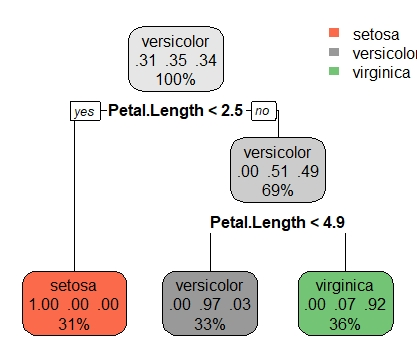 versicolor
.31 .35 .34
100%
setosa
versicolor
virginica
yes
Petal.Length < 2.5
no
versicolor
.00 .51 .49
69%
Petal.Length < 4.9
setosa
1.00 .00 .00
31%
versicolor
.00 .97 .03
33%
virginica
.00 .07 .92
36%